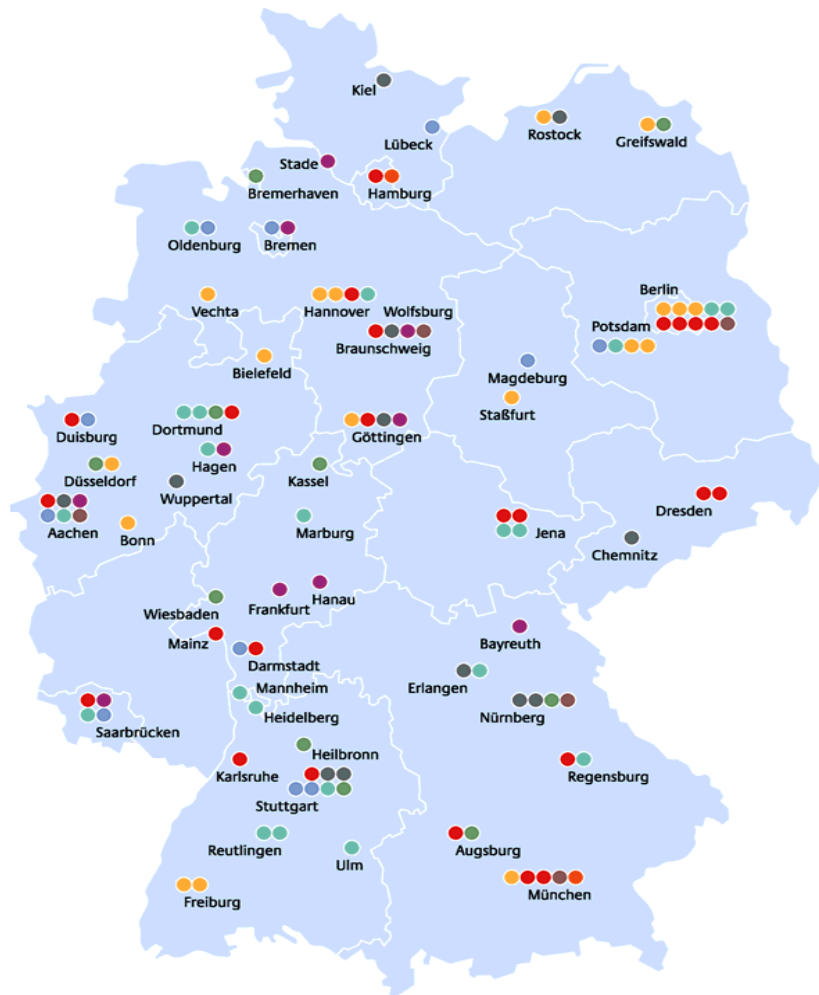 Kiel
Lübeck
Rostock
Greifswald
Stade
Bremerhaven
Hamburg
Oldenburg
Bremen
Berlin
Vechta
Hannover
Wolfsburg
Potsdam
Braunschweig
Bielefeld
Magdeburg
Staßfurt
Duisburg
Dortmund
Göttingen
Hagen
Düsseldorf
Wuppertal
Kassel
Dresden
Aachen
Bonn
Marburg
Jena
Chemnitz
Hanau
Frankfurt
Wiesbaden
Mainz
Bayreuth
Darmstadt
Mannheim
Erlangen
Heidelberg
Nürnberg
Saarbrücken
Heilbronn
Karlsruhe
Regensburg
Stuttgart
Reutlingen
Augsburg
Ulm
Freiburg
München